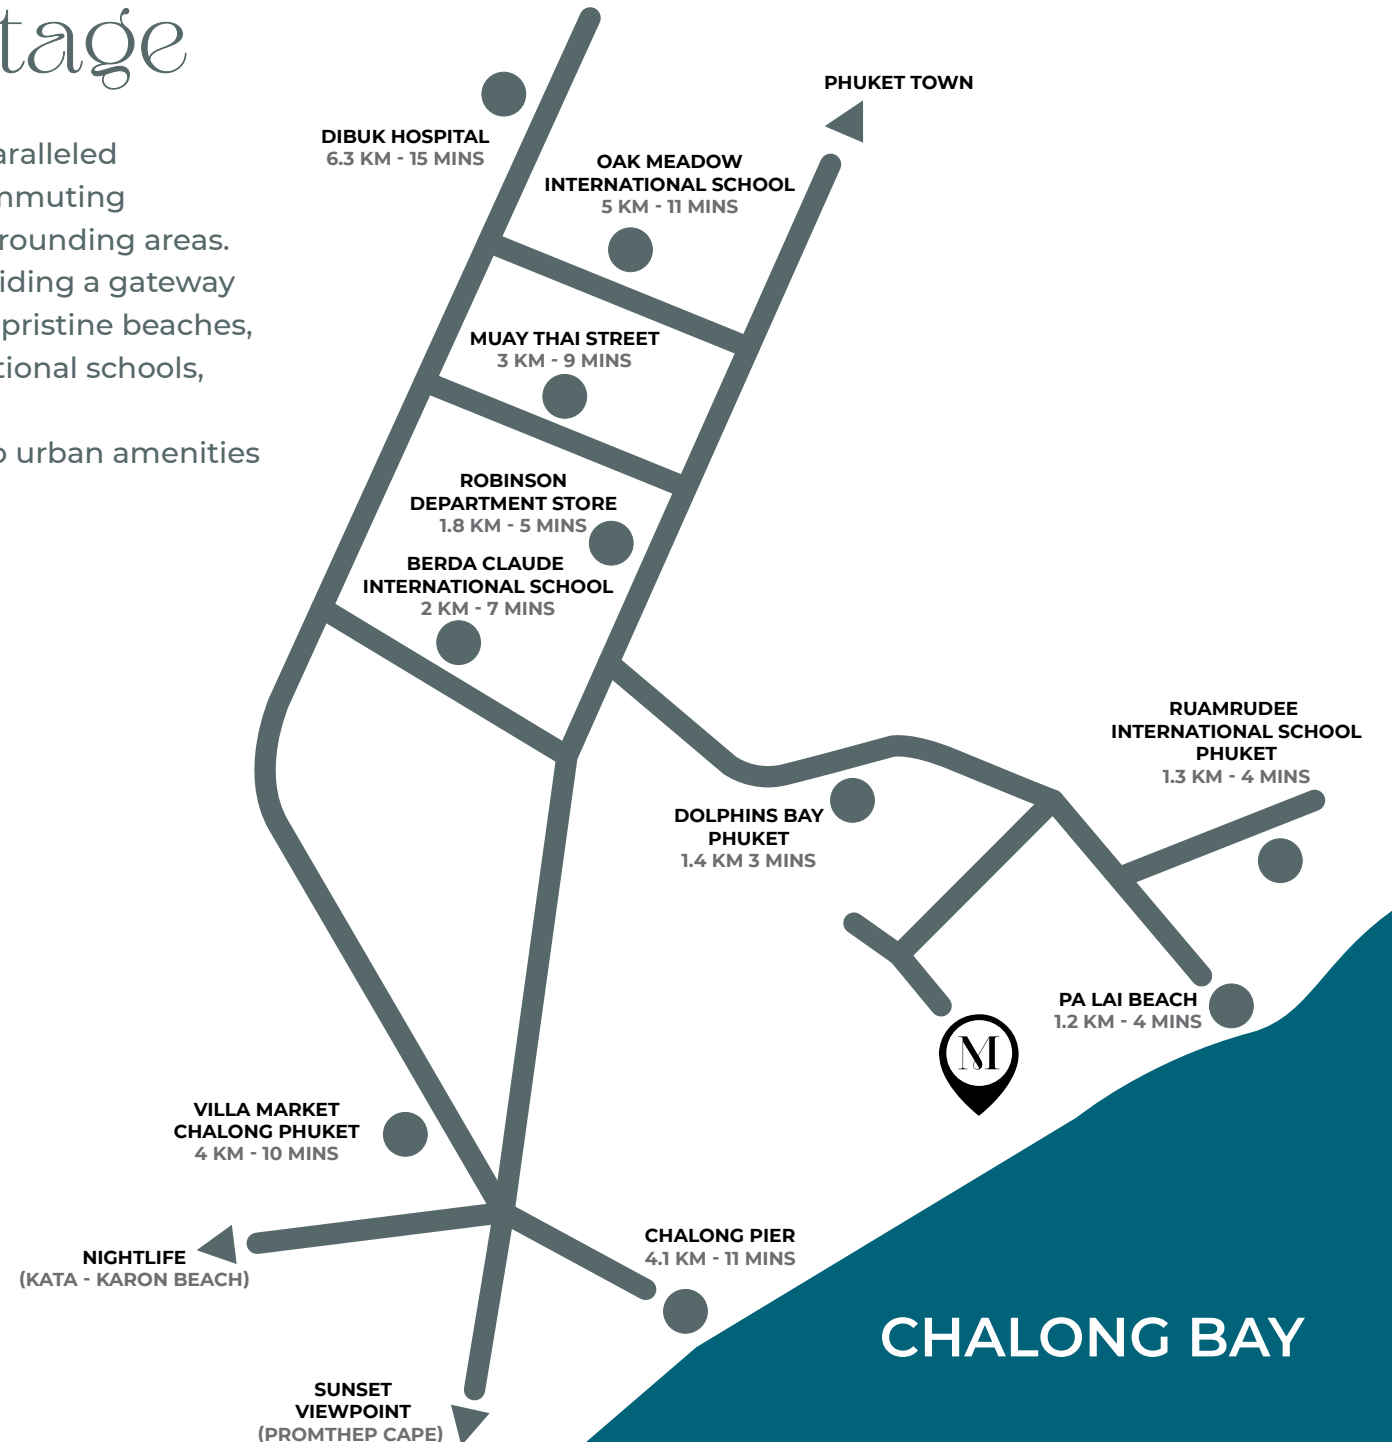 tage
aralleled
mmuting
rounding areas.
iding a gateway
pristine beaches,
tional schools,
o urban amenities
PHUKET TOWN
DIBUK HOSPITAL
6.3 KM - 15 MINS
OAK MEADOW
INTERNATIONAL SCHOOL
5 KM - 11 MINS
MUAY THAI STREET
3 KM - 9 MINS
ROBINSON
DEPARTMENT STORE
1.8 KM - 5 MINS
BERDA CLAUDE
INTERNATIONAL SCHOOL
2 KM - 7 MINS
RUAMRUDEE
INTERNATIONAL SCHOOL
PHUKET
1.3 KM - 4 MINS
DOLPHINS BAY
PHUKET
1.4 KM 3 MINS
PA LAI BEACH
1.2 KM - 4 MINS
M
VILLA MARKET
CHALONG PHUKET
4 KM - 10 MINS
CHALONG PIER
4.1 KM - 11 MINS
NIGHTLIFE
(KATA - KARON BEACH)
CHALONG BAY
SUNSET
VIEWPOINT
(PROMTHEP CAPE)